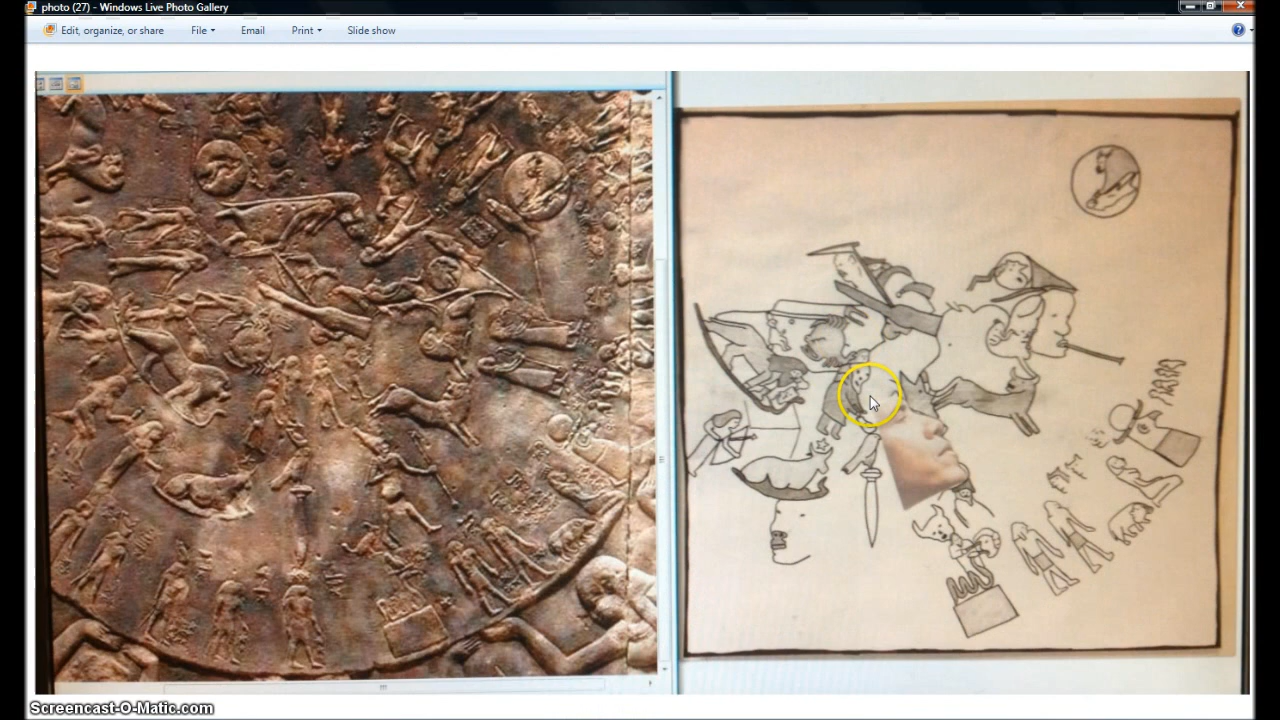 photo (27) - Windows Live Photo Gallery
Edit, organize, or share File Email Print Slide show
Screencast-O-Matic.com